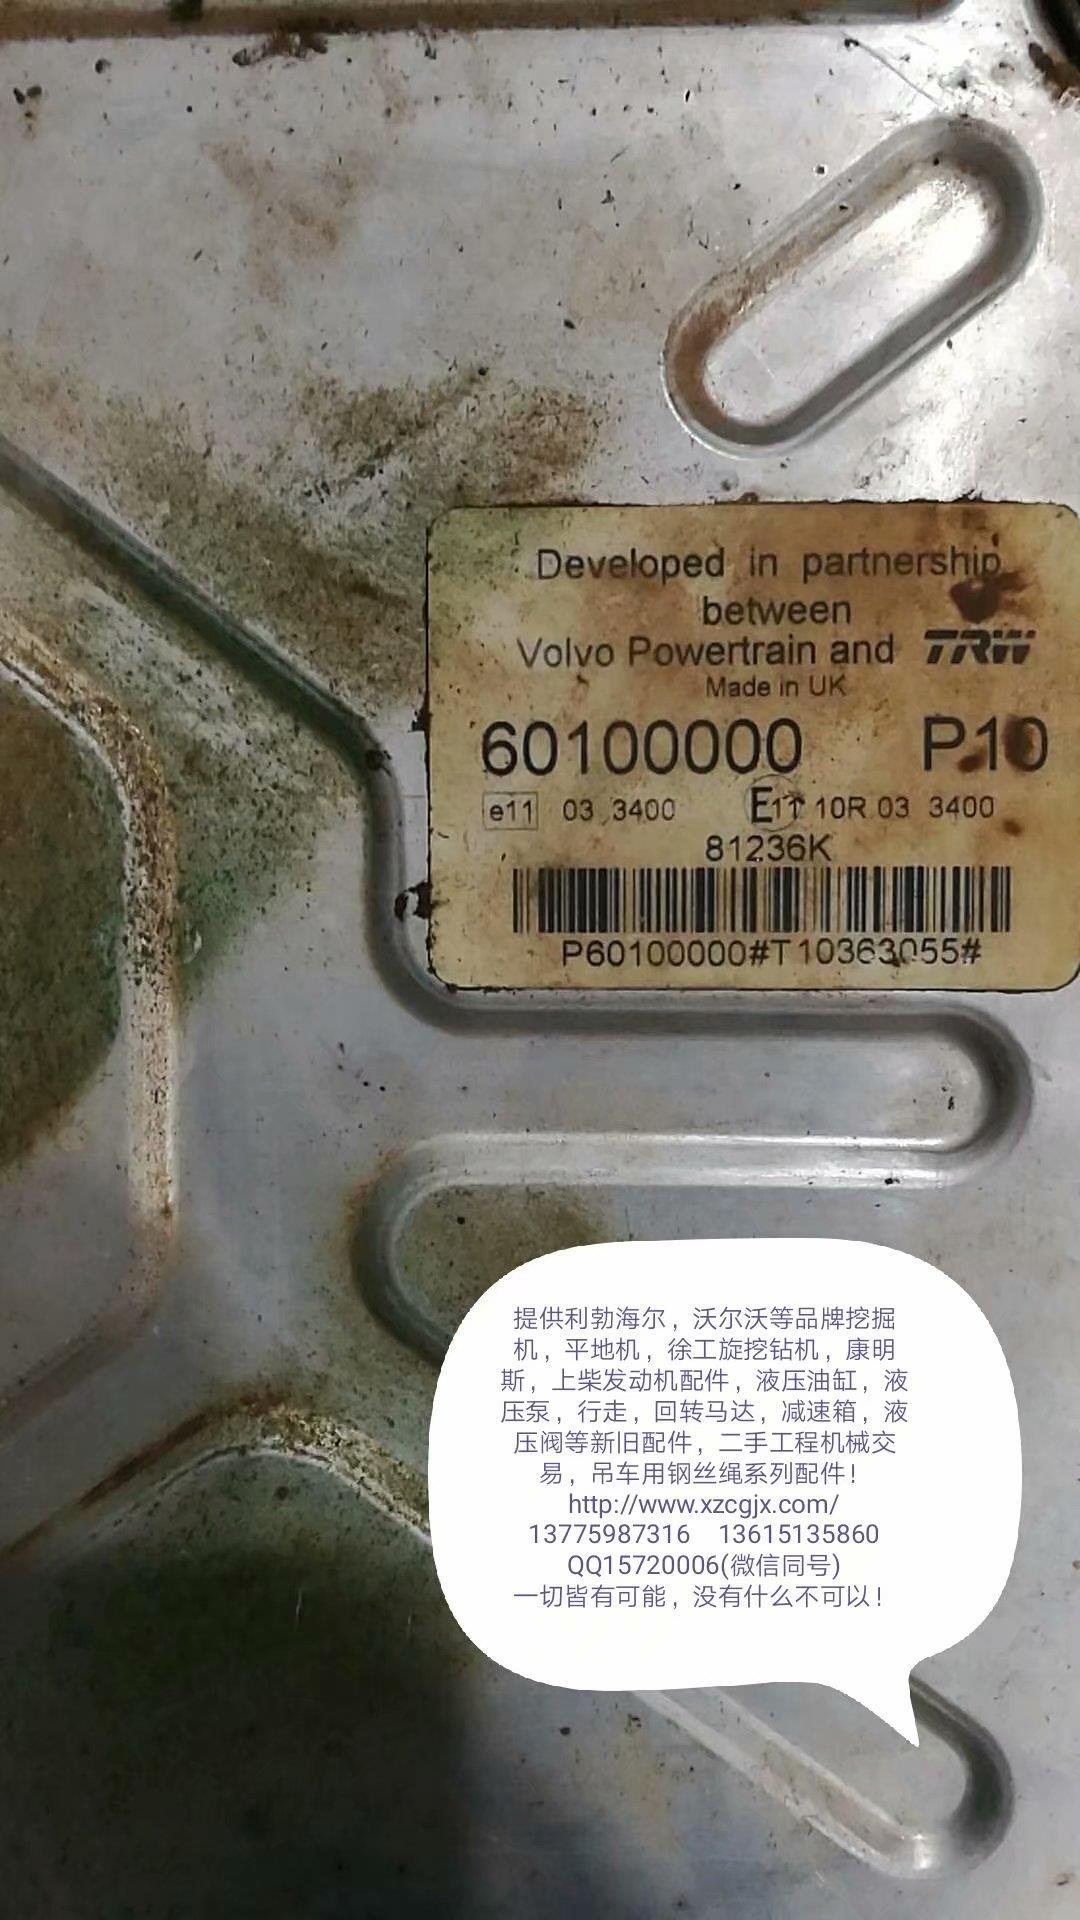 Developed in partnership
between
Volvo Powertrain and TRW
Made in UK
60100000 P10
e11 03 3400 E11 10R 03 3400
81236K
P60100000#T10363055#
提供利勃海尔，沃尔沃等品牌挖掘
机，平地机，徐工旋挖钻机，康明
斯，上柴发动机配件，液压油缸，液
压泵，行走，回转马达，减速箱，液
压阀等新旧配件，二手工程机械交
易，吊车用钢丝绳系列配件！
http://www.xzcgjx.com/
13775987316 13615135860
QQ15720006(微信同号)
一切皆有可能，没有什么不可以！